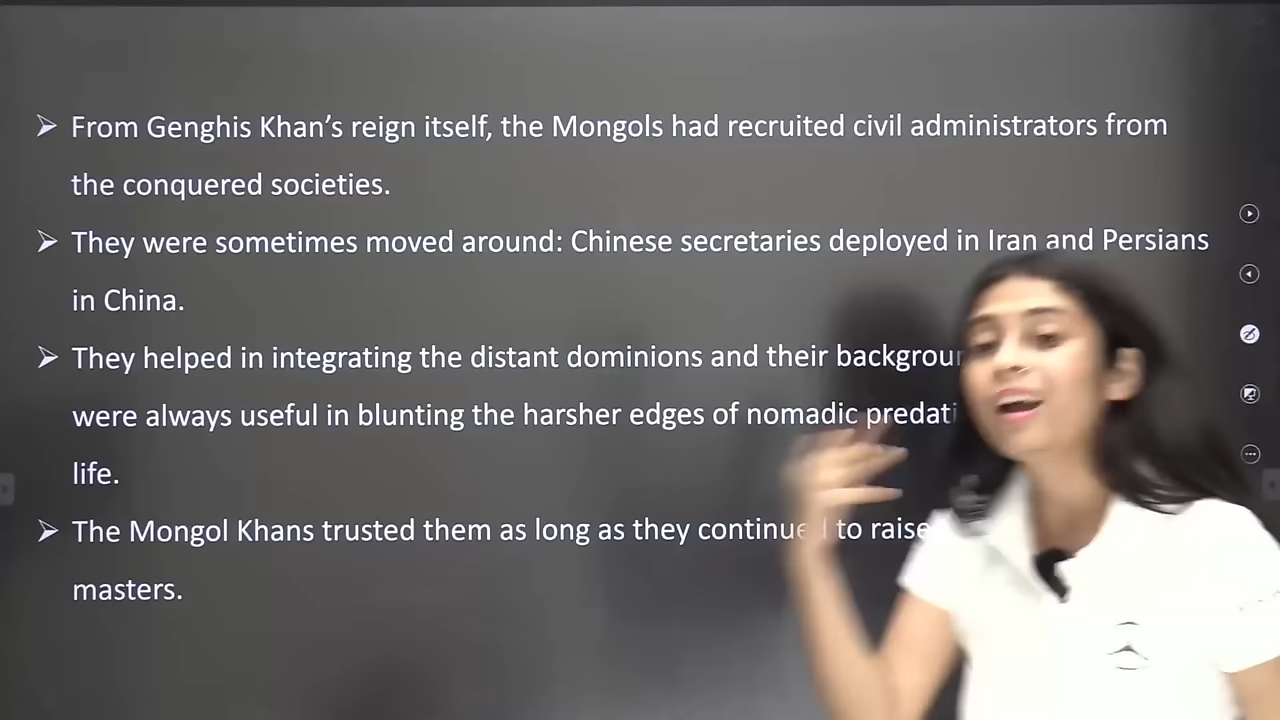 ➢ From Genghis Khan’s reign itself, the Mongols had recruited civil administrators from
the conquered societies.
➢ They were sometimes moved around: Chinese secretaries deployed in Iran and Persians
in China.
➢ They helped in integrating the distant dominions and their
were always useful in blunting the harsher edges of nomadic
life.
➢ The Mongol Khans trusted them as long as they to raise
masters.